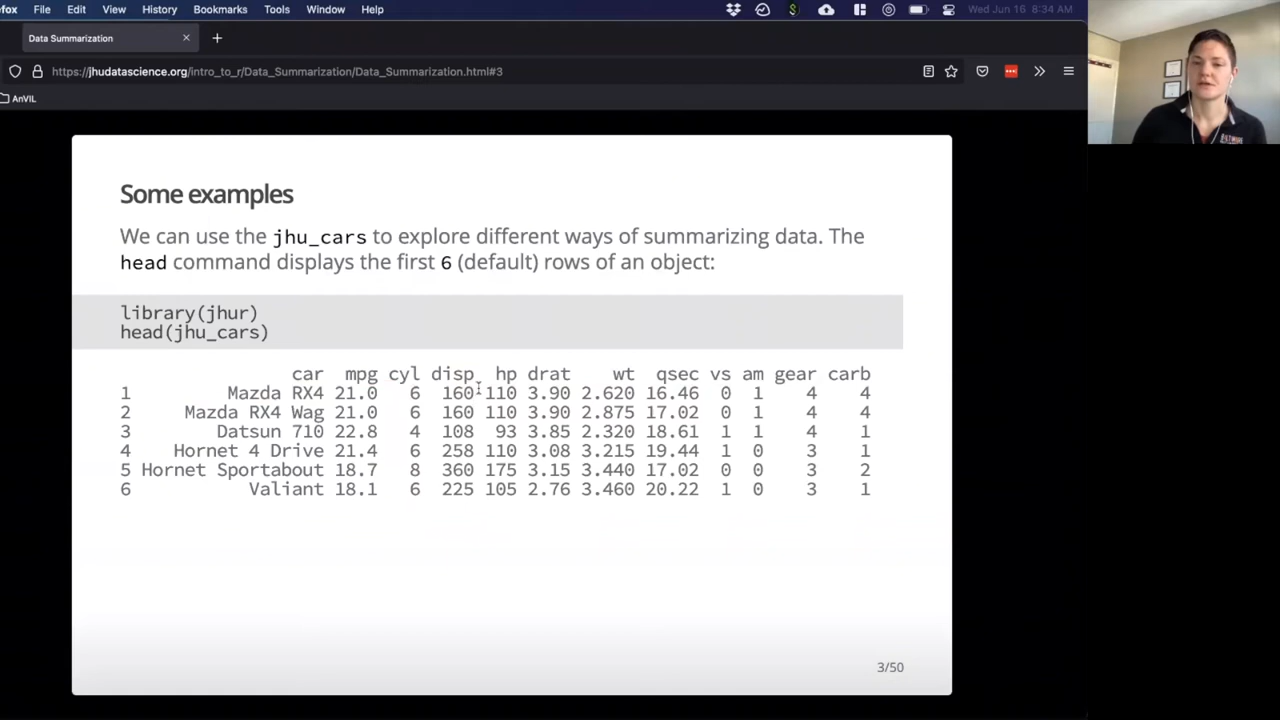 efox File Edit View History Bookmarks Tools Window Help Wed Jun 16 8:34 AM
Data Summarization
https://jhudatascience.org/intro_to_r/Data_Summarization/Data_Summarization.html#3
AnVIL
Some examples
We can use the jhu_cars to explore different ways of summarizing data. The
head command displays the first 6 (default) rows of an object:
library(jhur)
head(jhu_cars)
car mpg cyl disp hp drat wt qsec vs am gear carb
1 Mazda RX4 21.0 6 160 110 3.90 2.620 16.46 0 1 4 4
2 Mazda RX4 Wag 21.0 6 160 110 3.90 2.875 17.02 0 1 4 4
3 Datsun 710 22.8 4 108 93 3.85 2.320 18.61 1 1 4 1
4 Hornet 4 Drive 21.4 6 258 110 3.08 3.215 19.44 1 0 3 1
5 Hornet Sportabout 18.7 8 360 175 3.15 3.440 17.02 0 0 3 2
6 Valiant 18.1 6 225 105 2.76 3.460 20.22 1 0 3 1
3/50